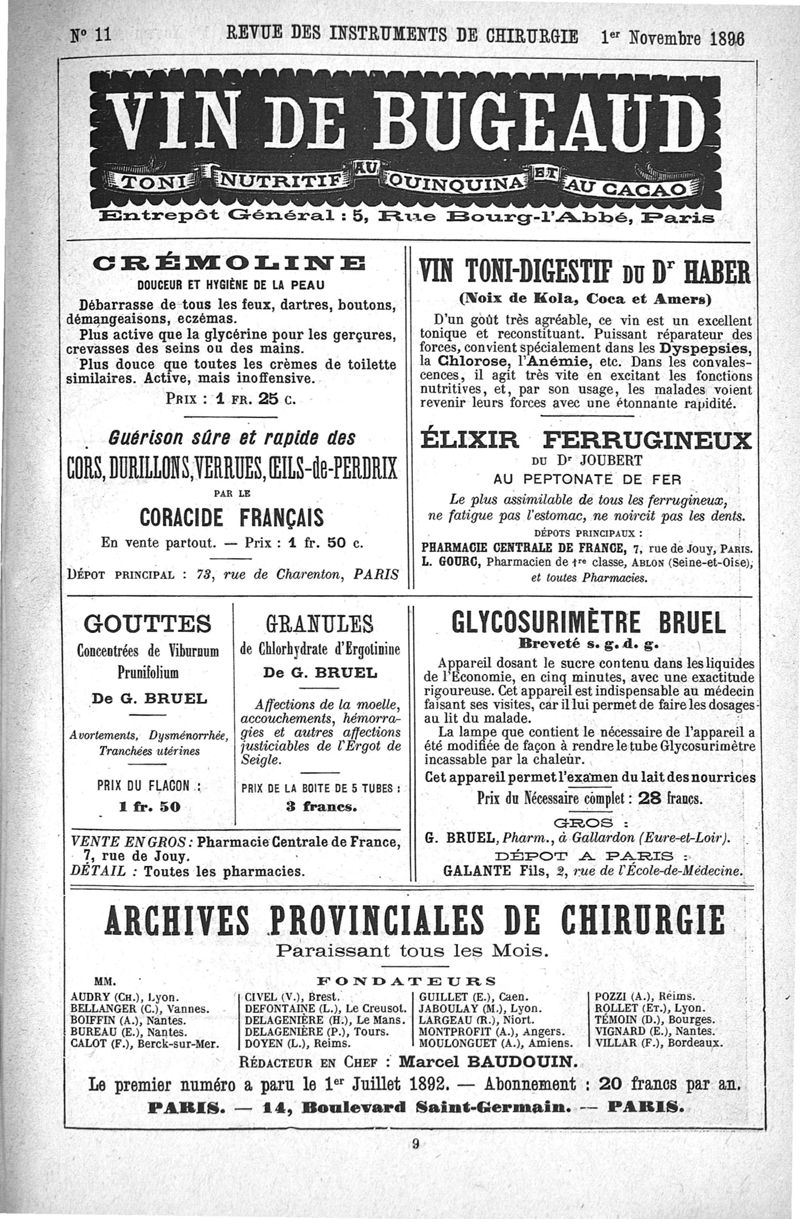 N° 11 REVUE DES INSTRUMENTS DE CHIRURGIE 1er Novembre 1896
VIN DE BUGEAUD
TONI NUTRITIF AU QUINQUINA ET AU CACAO
Entrepôt Général : 5, Rue Bourg-l'Abbé, Paris
CRÉMOLINE
DOUCEUR ET HYGIÈNE DE LA PEAU
Débarrasse de tous les feux, dartres, boutons,
démangeaisons, eczémas.
Plus active que la glycérine pour les gerçures,
crevasses des seins ou des mains.
Plus douce que toutes les crèmes de toilette
similaires. Active, mais inoffensive.
PRIX : 1 FR. 25 C.
Guérison sûre et rapide des
CORS, DURILLONS, VERRUES, ŒILS-de-PERDRIX
PAR LE
CORACIDE FRANÇAIS
En vente partout. — Prix : 1 fr. 50 c.
DÉPOT PRINCIPAL : 73, rue de Charenton, PARIS
VIN TONI-DIGESTIF DU Dr HABER
(Noix de Kola, Coca et Amers)
D'un goût très agréable, ce vin est un excellent
tonique et reconstituant. Puissant réparateur des
forces, convient spécialement dans les Dyspepsies,
la Chlorose, l'Anémie, etc. Dans les convales-
cences, il agit très vite en excitant les fonctions
nutritives, et, par son usage, les malades voient
revenir leurs forces avec une étonnante rapidité.
ÉLIXIR FERRUGINEUX
DU Dr JOUBERT
AU PEPTONATE DE FER
Le plus assimilable de tous les ferrugineux,
ne fatigue pas l'estomac, ne noircit pas les dents.
DÉPOTS PRINCIPAUX :
PHARMACIE CENTRALE DE FRANCE, 7, rue de Jouy, PARIS.
L. GOURC, Pharmacien de 1re classe, ABLON (Seine-et-Oise),
et toutes Pharmacies.
GOUTTES
Concentrées de Viburnum
Prunifolium
De G. BRUEL
Avortements, Dysménorrhée,
Tranchées utérines
PRIX DU FLACON :
1 fr. 50
GRANULES
de Chlorhydrate d'Ergotinine
De G. BRUEL
Affections de la moelle,
accouchements, hémorra-
gies et autres affections
justiciables de l'Ergot de
Seigle.
PRIX DE LA BOITE DE 5 TUBES :
3 francs.
VENTE EN GROS : Pharmacie Centrale de France,
7, rue de Jouy.
DÉTAIL : Toutes les pharmacies.
GLYCOSURIMÈTRE BRUEL
Breveté s. g. d. g.
Appareil dosant le sucre contenu dans les liquides
de l'Economie, en cinq minutes, avec une exactitude
rigoureuse. Cet appareil est indispensable au médecin
faisant ses visites, car il lui permet de faire les dosages
au lit du malade.
La lampe que contient le nécessaire de l'appareil a
été modifiée de façon à rendre le tube Glycosurimètre
incassable par la chaleur.
Cet appareil permet l'examen du lait des nourrices
Prix du Nécessaire complet : 28 francs.
GROS :
G. BRUEL, Pharm., à Gallardon (Eure-et-Loir).
DÉPOT A PARIS :
GALANTE Fils, 2, rue de l'École-de-Médecine.
ARCHIVES PROVINCIALES DE CHIRURGIE
Paraissant tous les Mois.
MM. FONDATEURS
AUDRY (CH.), Lyon.
BELLANGER (C.), Vannes.
BOIFFIN (A.), Nantes.
BUREAU (E.), Nantes.
CALOT (F.), Berck-sur-Mer.
CIVEL (V.), Brest.
DEFONTAINE (L.), Le Creusot.
DELAGENIÈRE (H.), Le Mans.
DELAGENIÈRE (P.), Tours.
DOYEN (L.), Reims.
GUILLET (E.), Caen.
JABOULAY (M.), Lyon.
LARGEAU (R.), Niort.
MONTPROFIT (A.), Angers.
MOULONGUET (A.), Amiens.
POZZI (A.), Reims.
ROLLET (ET.), Lyon.
TÉMOIN (D.), Bourges.
VIGNARD (E.), Nantes.
VILLAR (F.), Bordeaux.
RÉDACTEUR EN CHEF : Marcel BAUDOUIN.
Le premier numéro a paru le 1er Juillet 1892. — Abonnement : 20 francs par an.
PARIS. — 14, Boulevard Saint-Germain. — PARIS.
9